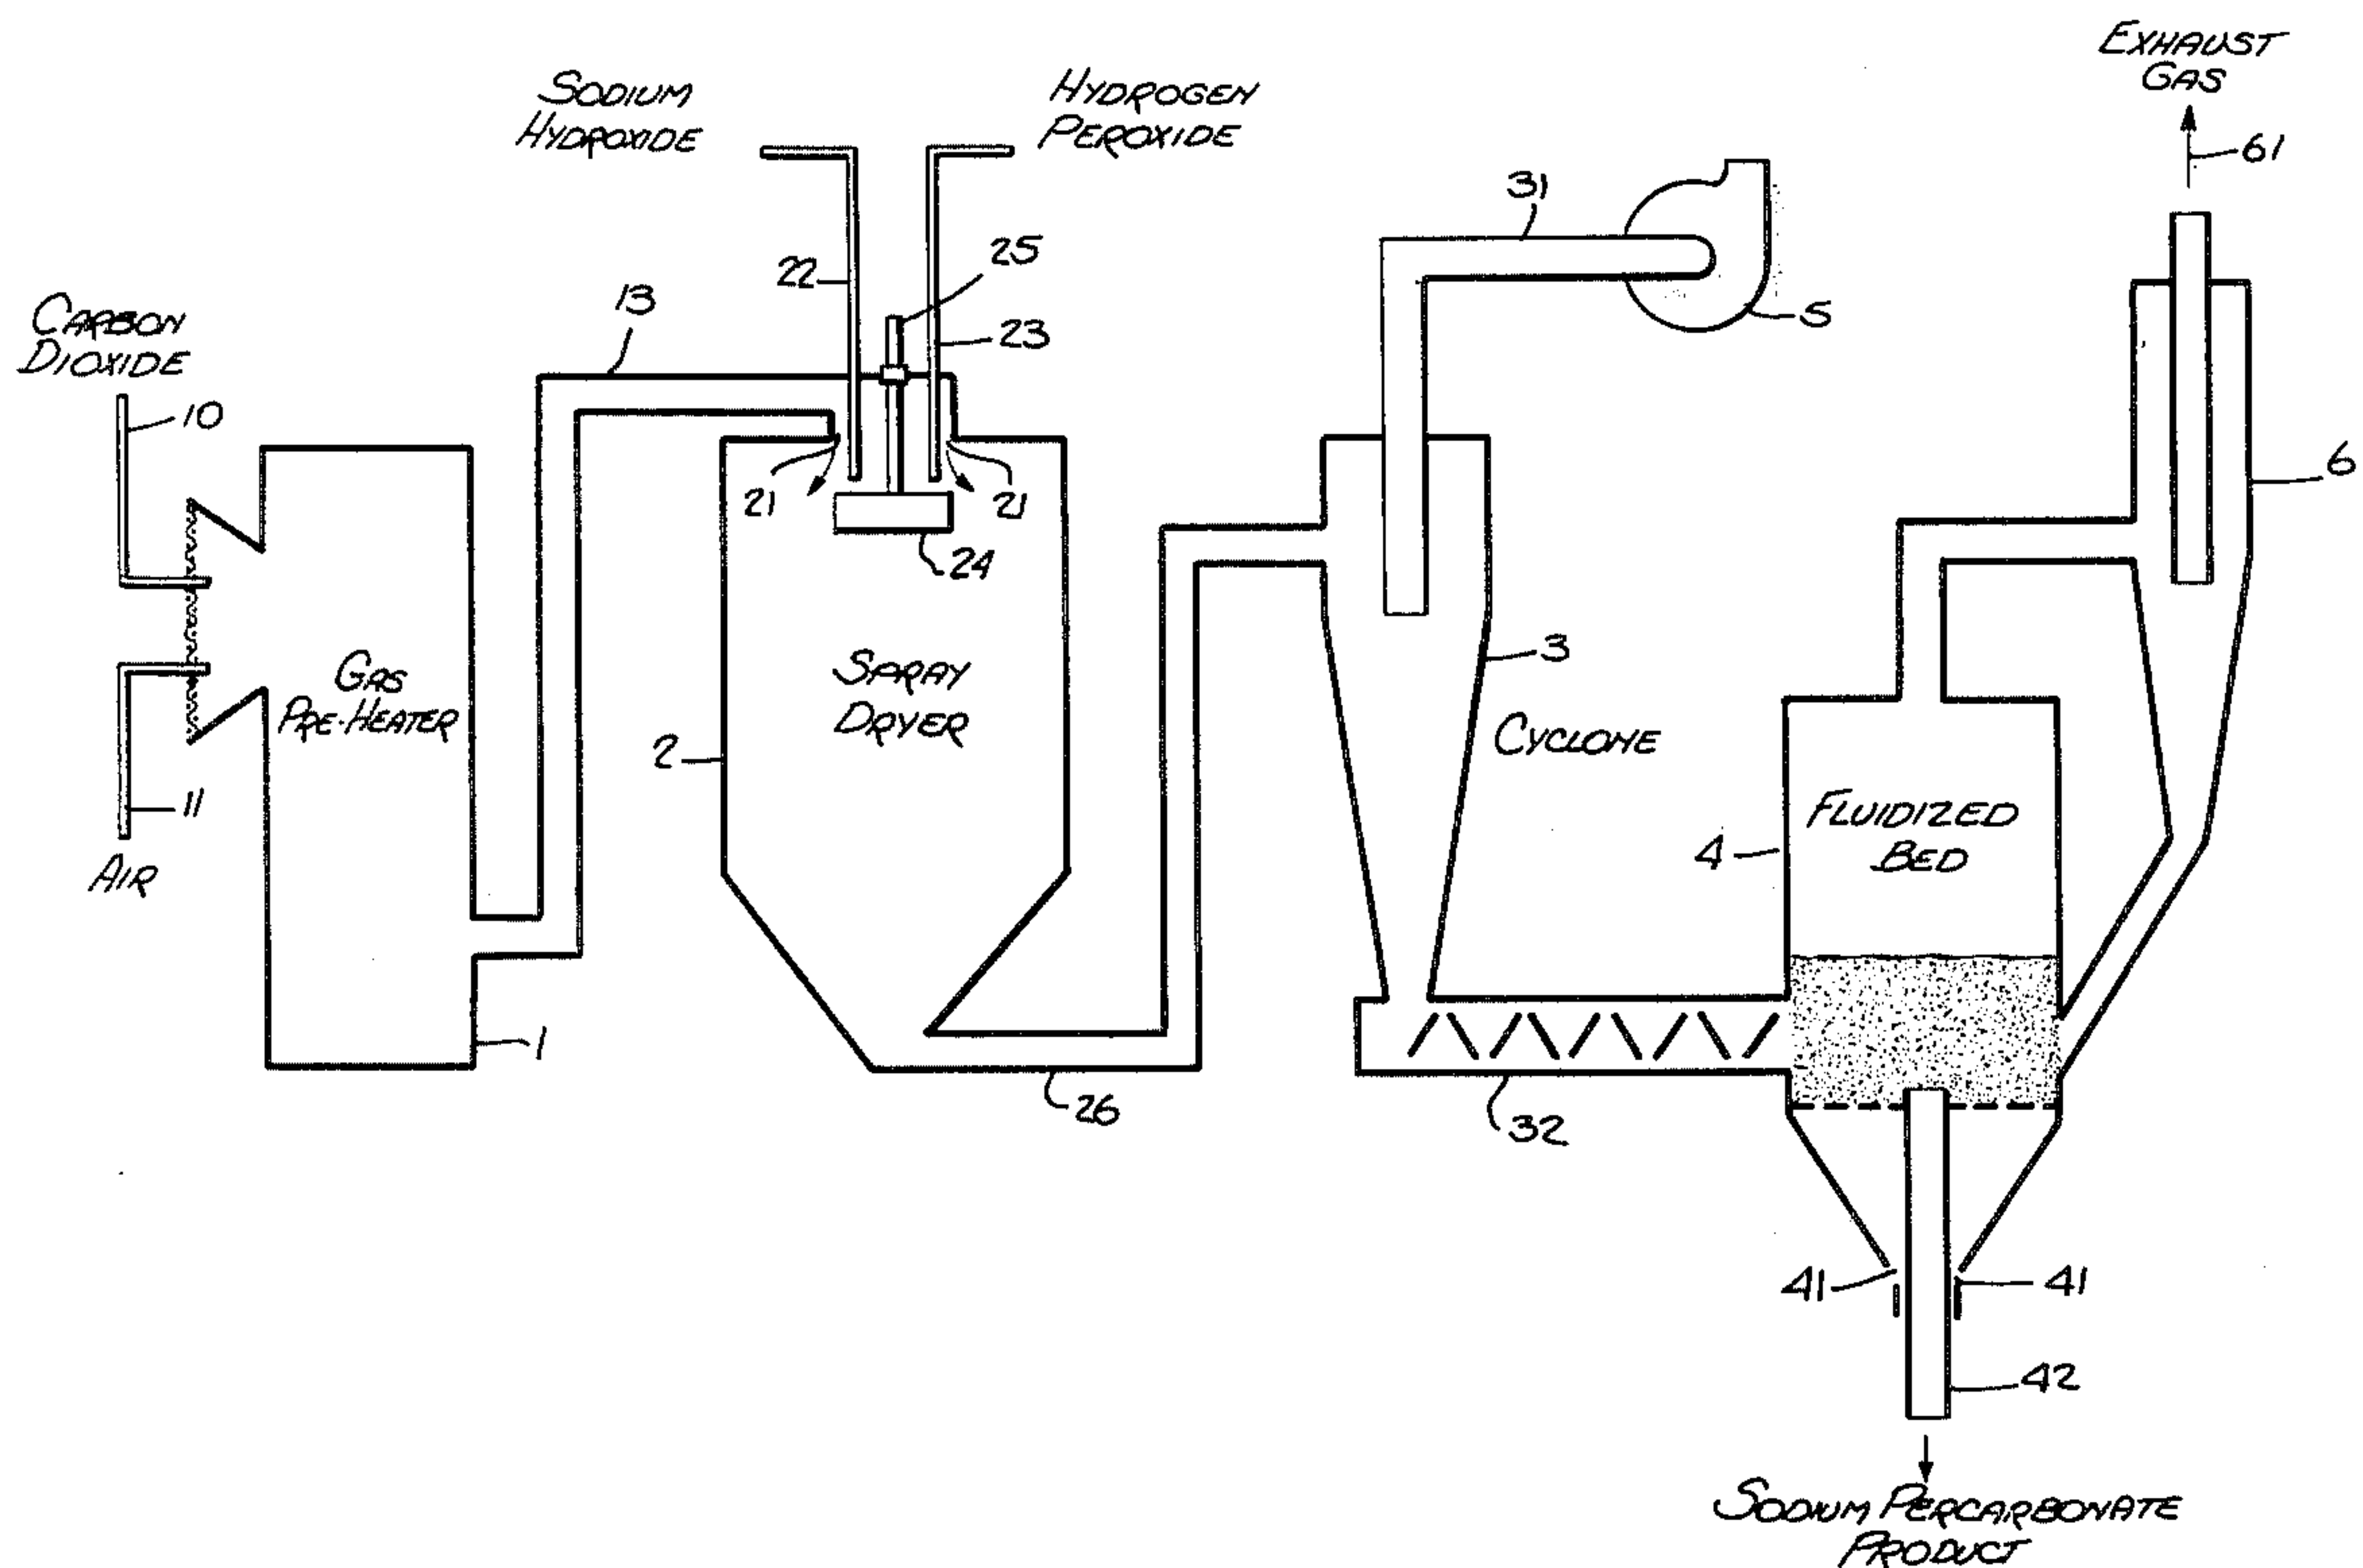 EXHAUST
GAS
61
SODIUM
HYDROXIDE
HYDROGEN
PEROXIDE
31
25
22
5
13
23
CARBON
DIOXIDE
10
6
21
21
24
GAS
PRE-HEATER
SPRAY
DRYER
3
2
CYCLONE
11
FLUIDIZED
BED
4
AIR
1
26
32
41
41
42
SODIUM PERCARBONATE
PRODUCT